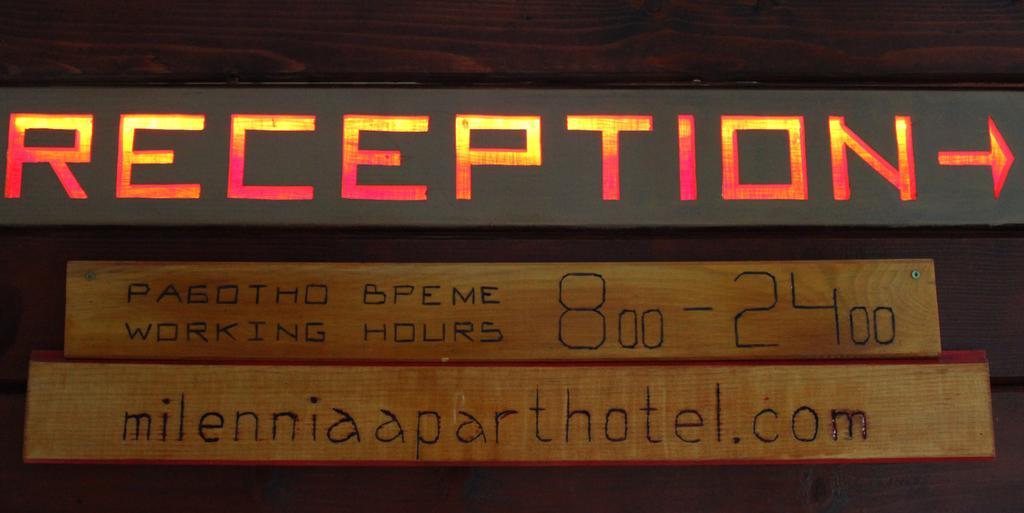 RECEPTION →
РАБОТНО ВРЕМЕ 8 00 - 24 00
WORKING HOURS
milenniaaparthotel.com